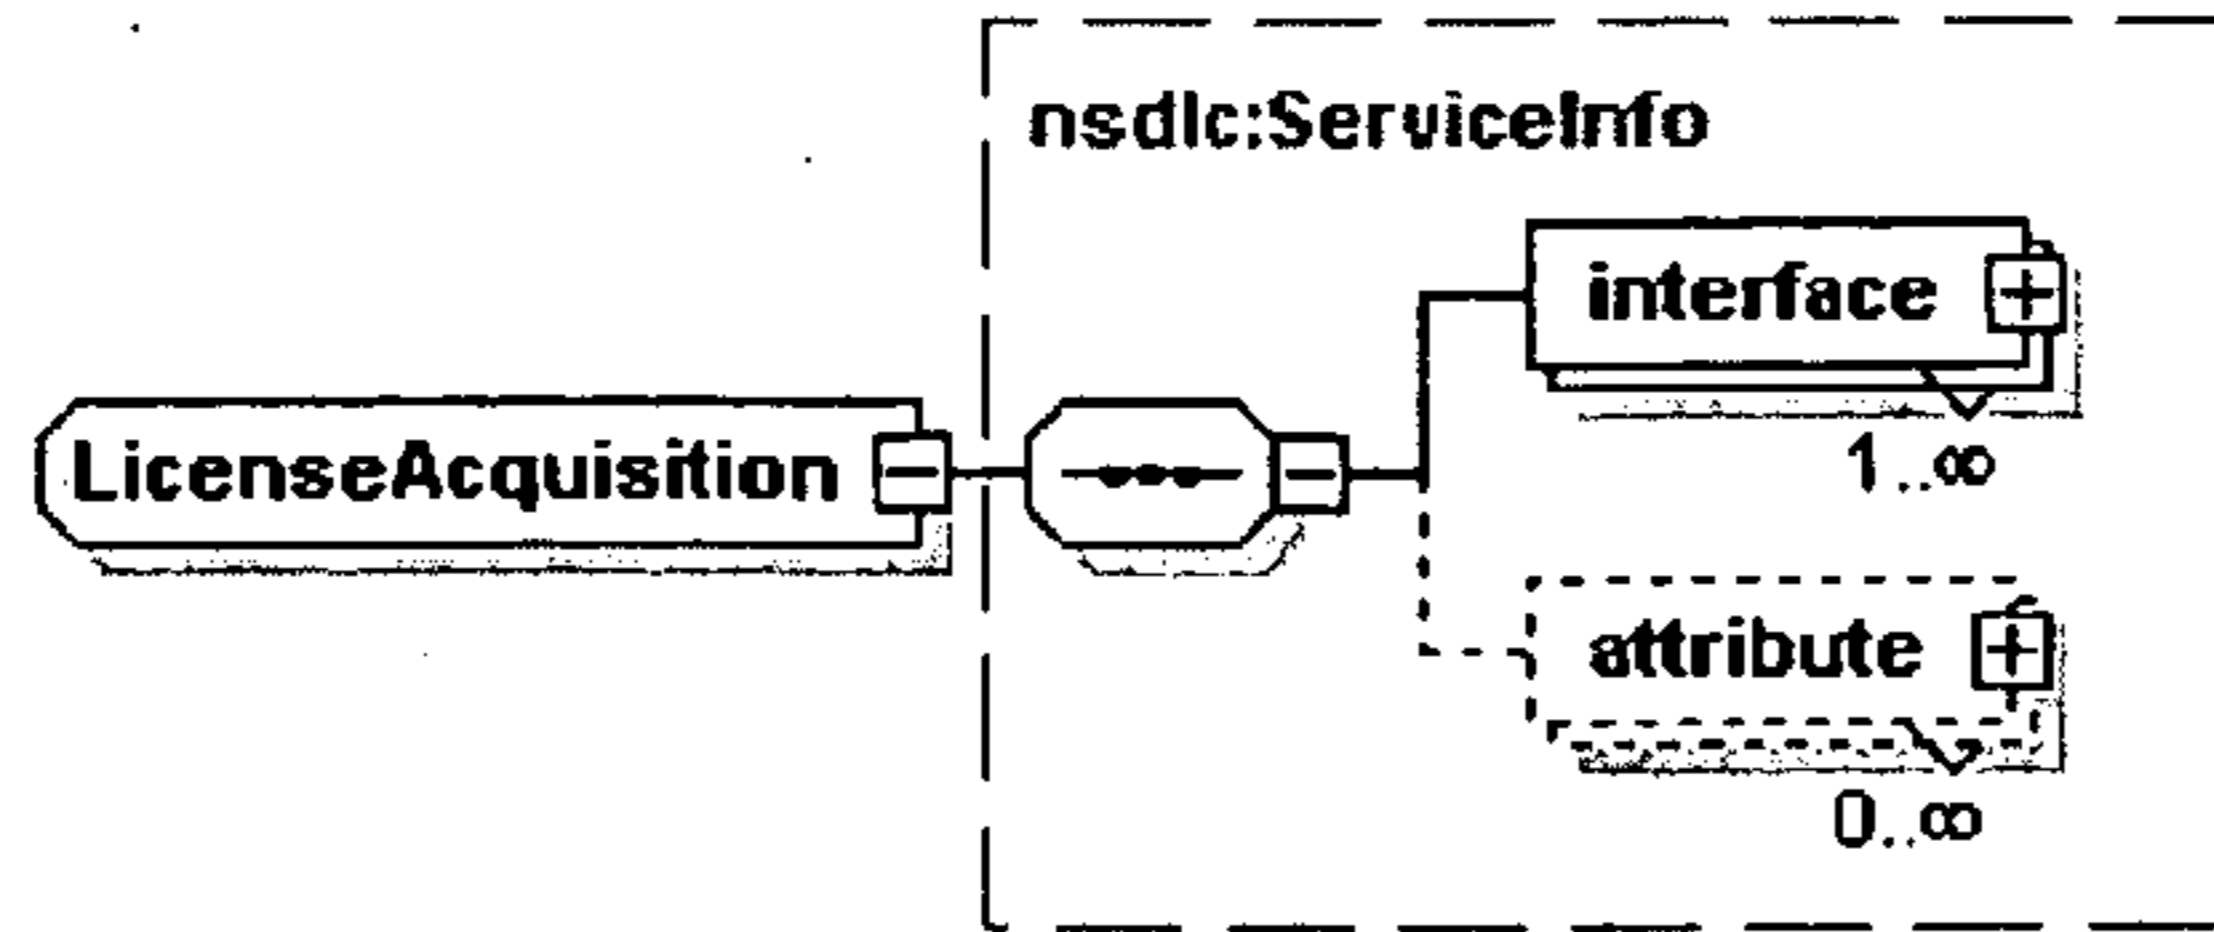 nsdlc:ServiceInfo
interface
1..∞
LicenseAcquisition
attribute
0..∞